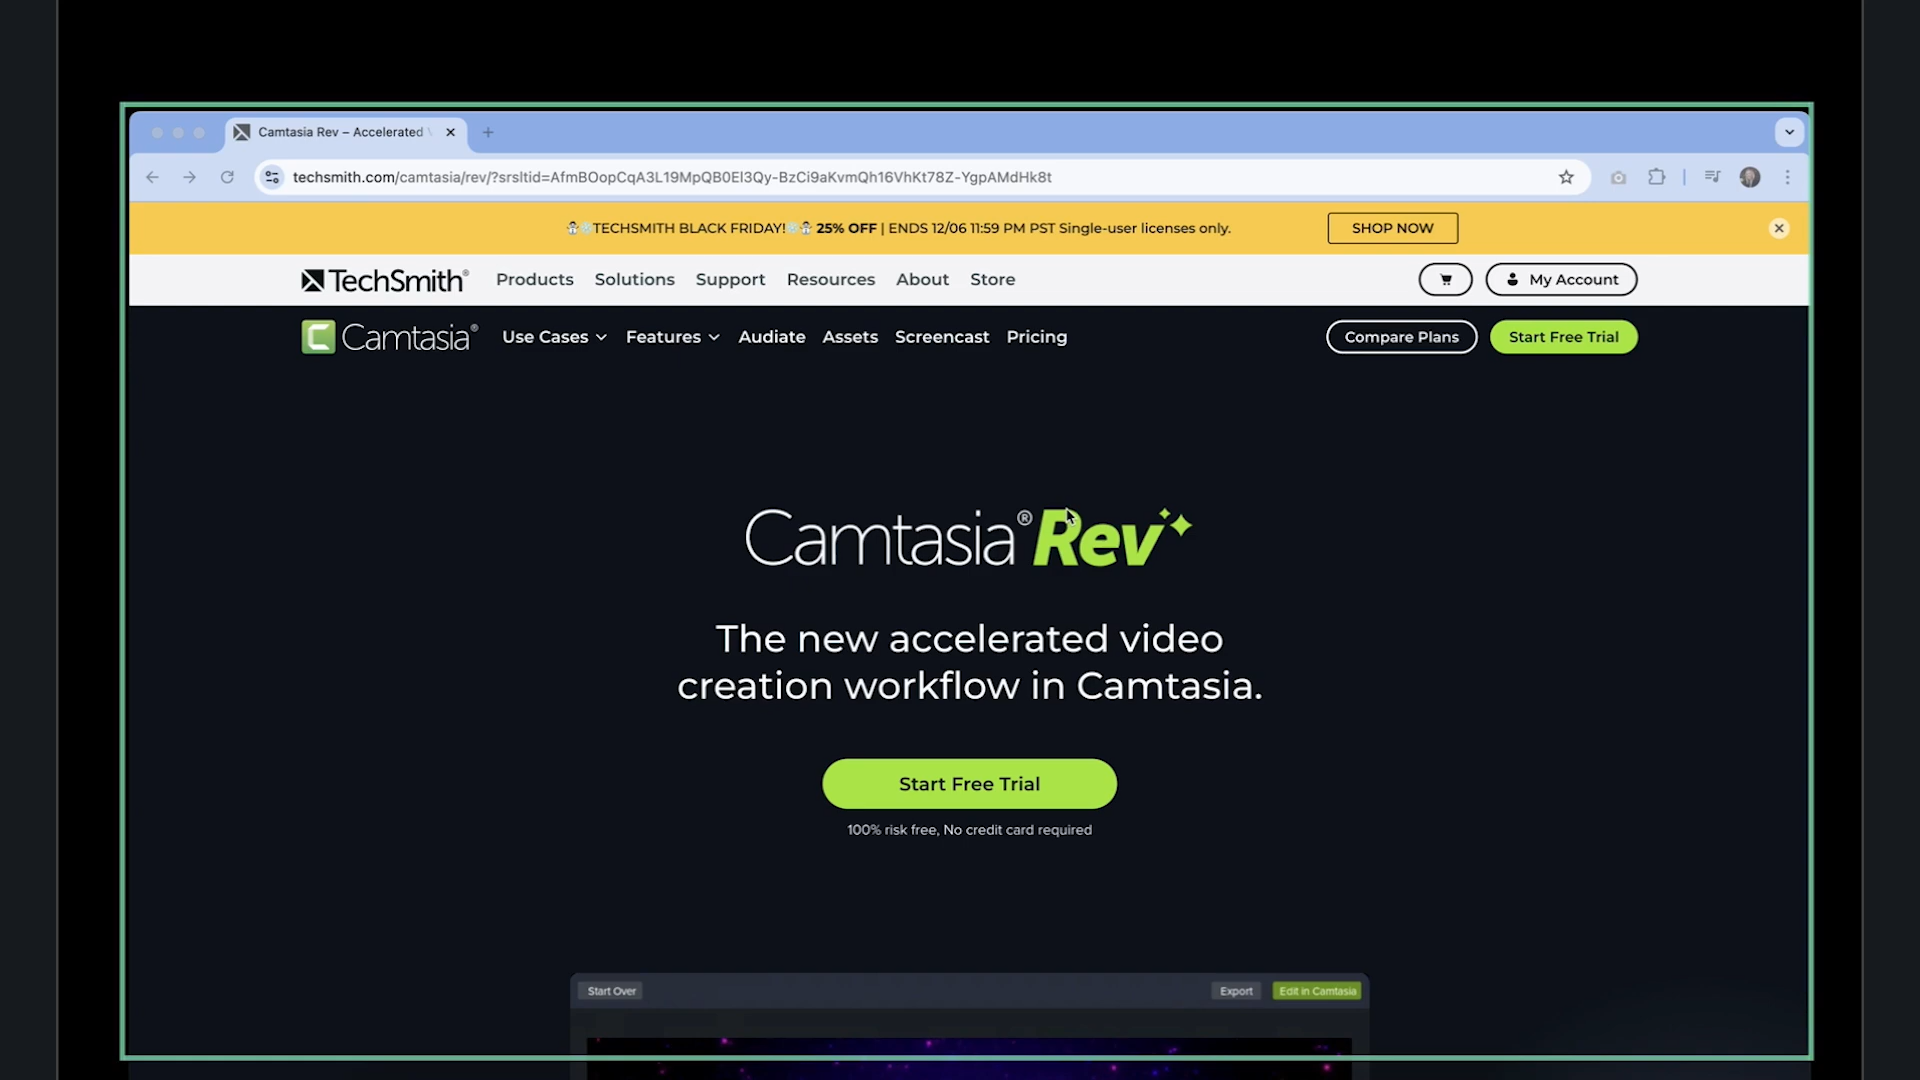 Camtasia Rev – Accelerated
techsmith.com/camtasia/rev/?srsltid=AfmBOopCqA3L19MpQB0El3Qy-BzCi9aKvmQh16VhKt78Z-YgpAMdHk8t
TECHSMITH BLACK FRIDAY! 25% OFF | ENDS 12/06 11:59 PM PST Single-user licenses only. SHOP NOW
TechSmith® Products Solutions Support Resources About Store My Account
Camtasia® Use Cases Features Audiate Assets Screencast Pricing Compare Plans Start Free Trial
Camtasia® Rev
The new accelerated video
creation workflow in Camtasia.
Start Free Trial
100% risk free, No credit card required
Start Over Export Edit in Camtasia